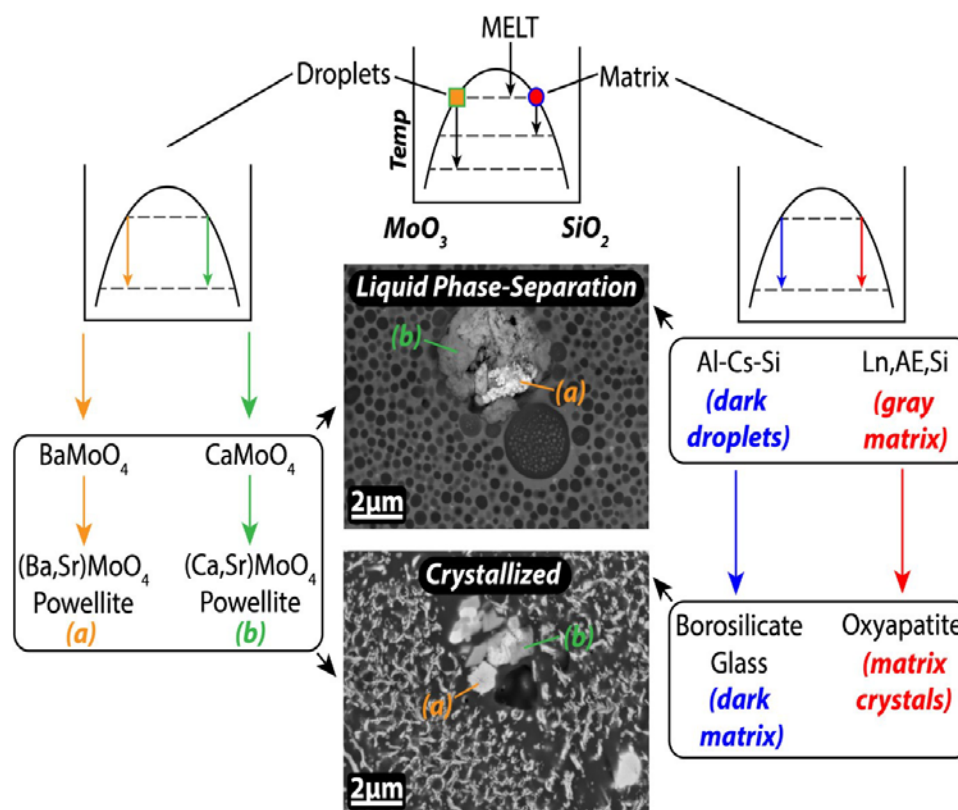 MELT
Droplets
Matrix
Temp
MoO₃
SiO₂
Liquid Phase-Separation
(b)
(a)
2μm
BaMoO₄
CaMoO₄
(Ba,Sr)MoO₄
Powellite
(a)
(Ca,Sr)MoO₄
Powellite
(b)
Crystallized
(b)
(a)
2μm
Al-Cs-Si
(dark
droplets)
Ln,AE,Si
(gray
matrix)
Borosilicate
Glass
(dark
matrix)
Oxyapatite
(matrix
crystals)